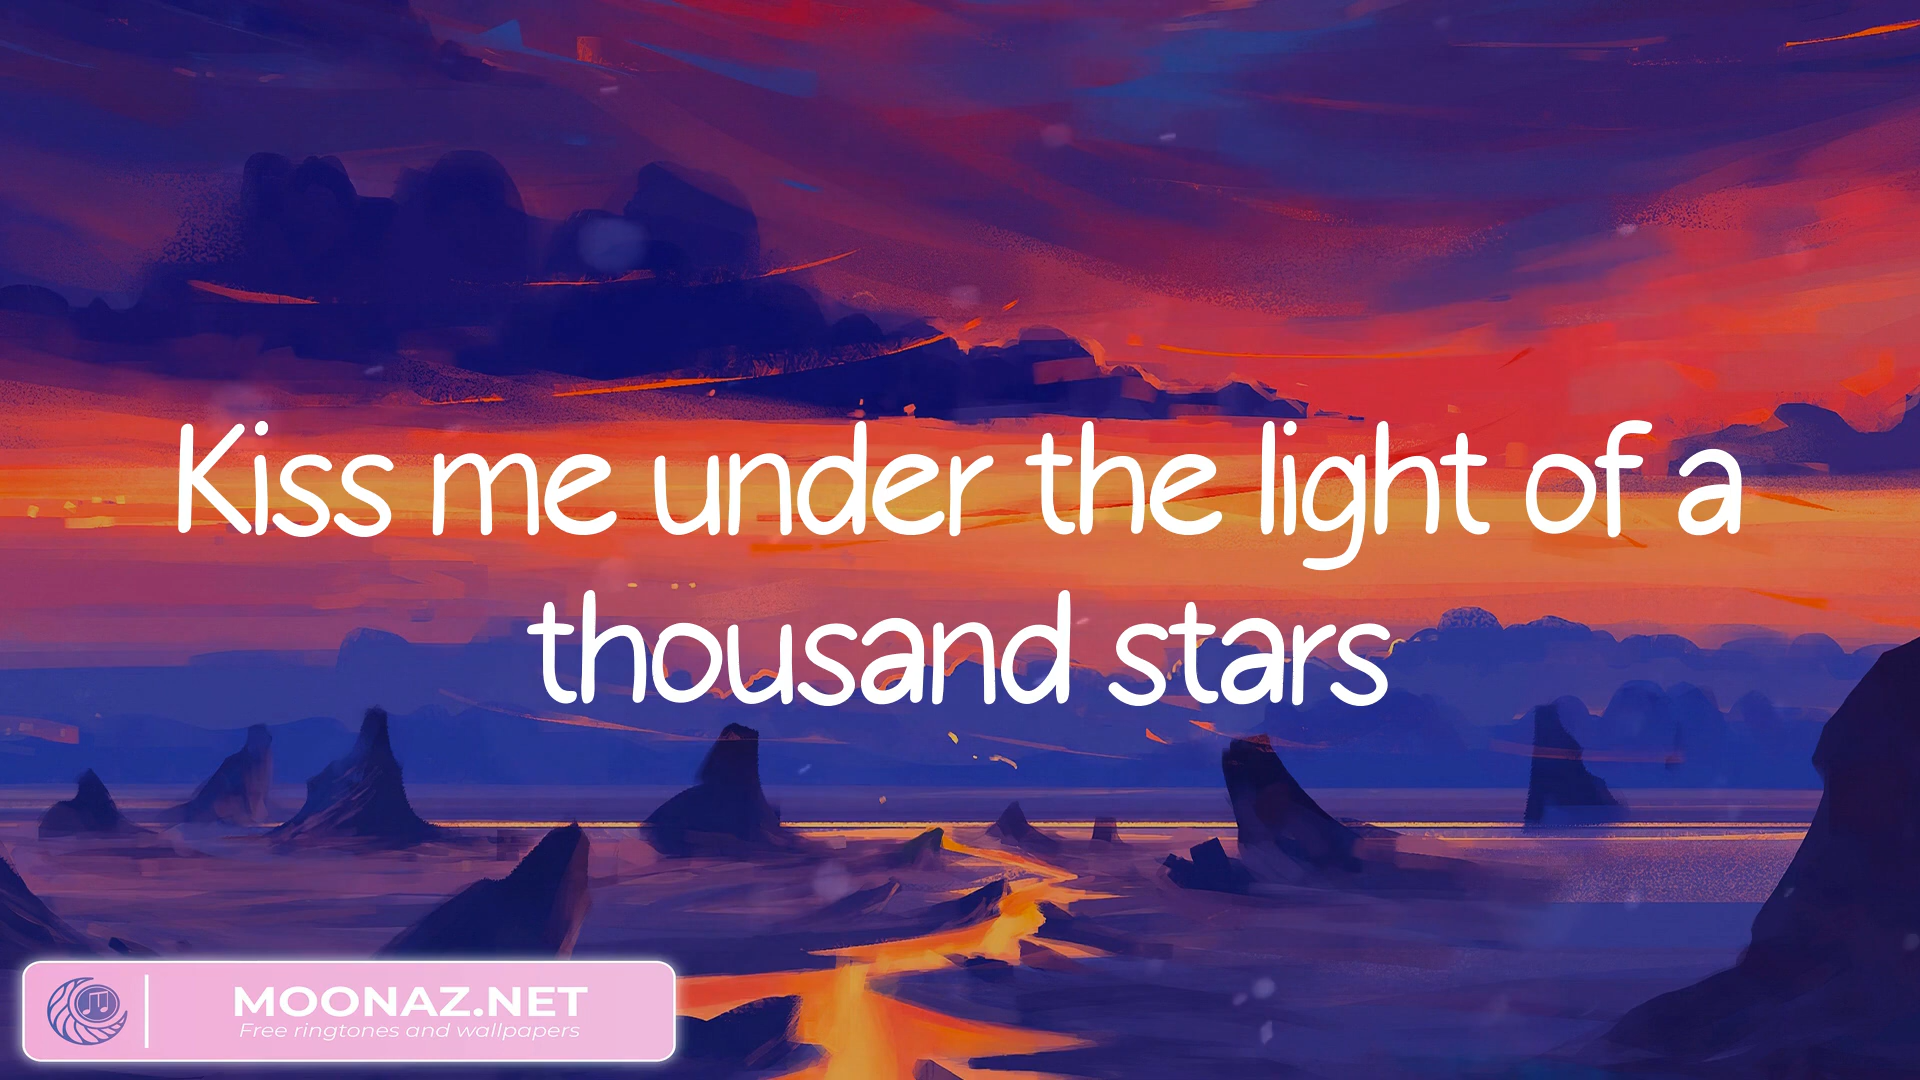 Kiss me under the light of a
thousand stars
MOONAZ.NET
Free ringtones and wallpapers